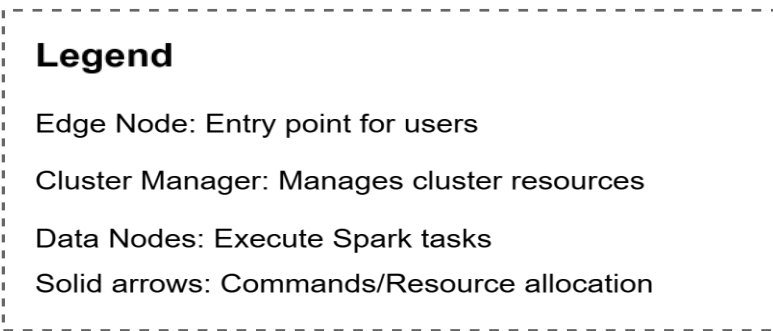 Legend
Edge Node: Entry point for users
Cluster Manager: Manages cluster resources
Data Nodes: Execute Spark tasks
Solid arrows: Commands/Resource allocation